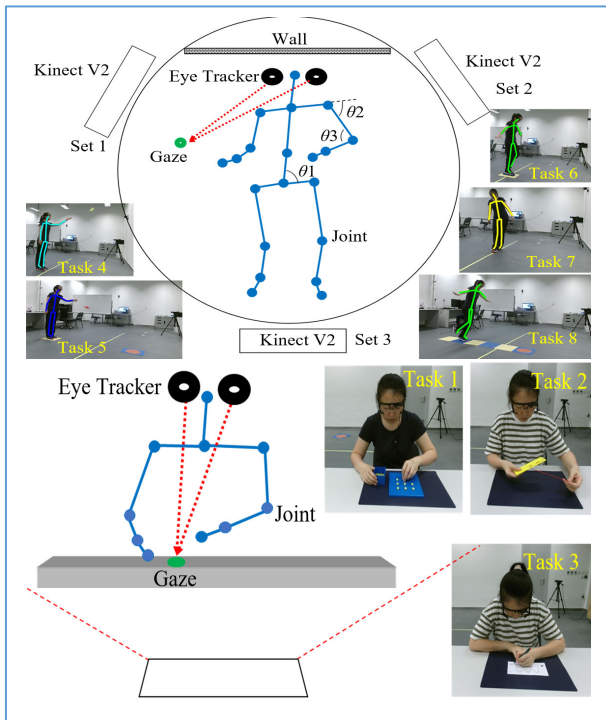 Wall
Kinect V2
Kinect V2
Eye Tracker
Set 1
Set 2
θ2
θ3
Gaze
θ1
Task 6
Joint
Task 4
Task 7
Task 5
Kinect V2
Set 3
Task 8
Eye Tracker
Task 1
Task 2
Joint
Gaze
Task 3